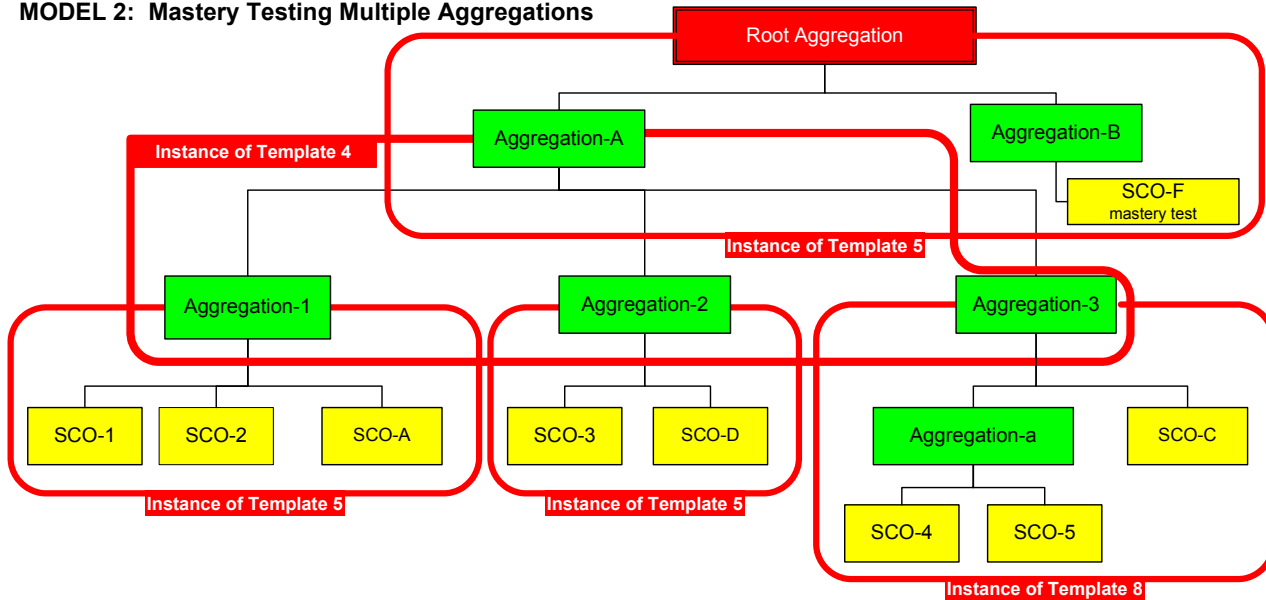 MODEL 2:  Mastery Testing Multiple Aggregations
Root Aggregation
Aggregation-A
Aggregation-B
Instance of Template 4
SCO-F
mastery test
Instance of Template 5
Aggregation-1
Aggregation-2
Aggregation-3
SCO-1
SCO-2
SCO-A
SCO-3
SCO-D
Aggregation-a
SCO-C
Instance of Template 5
Instance of Template 5
SCO-4
SCO-5
Instance of Template 8